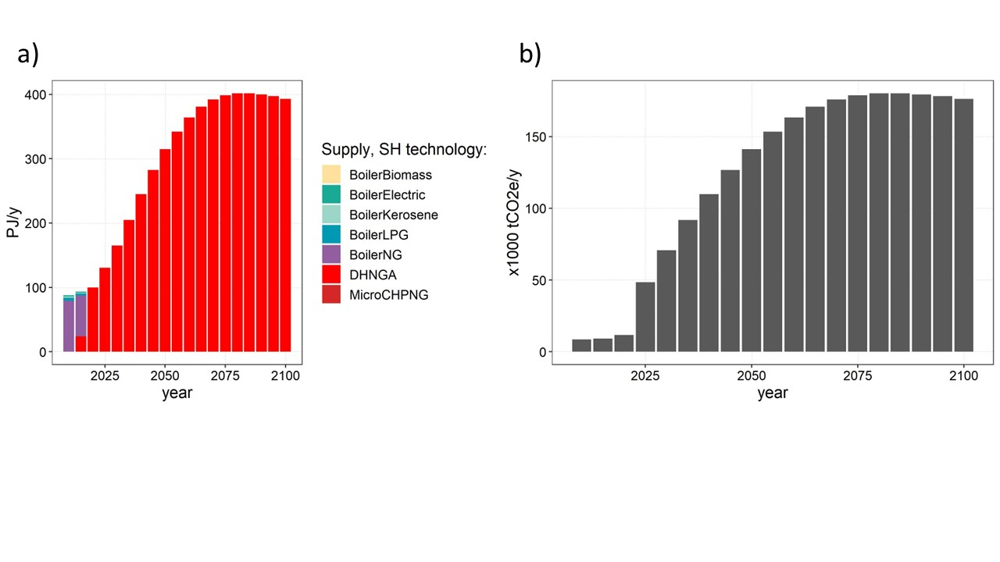 a)
400
300
200
100
0
PJ/y
2025 2050 2075 2100
year
Supply, SH technology:
BoilerBiomass
BoilerElectric
BoilerKerosene
BoilerLPG
BoilerNG
DHNGA
MicroCHPNG
b)
150
100
50
0
x1000 tCO2e/y
2025 2050 2075 2100
year